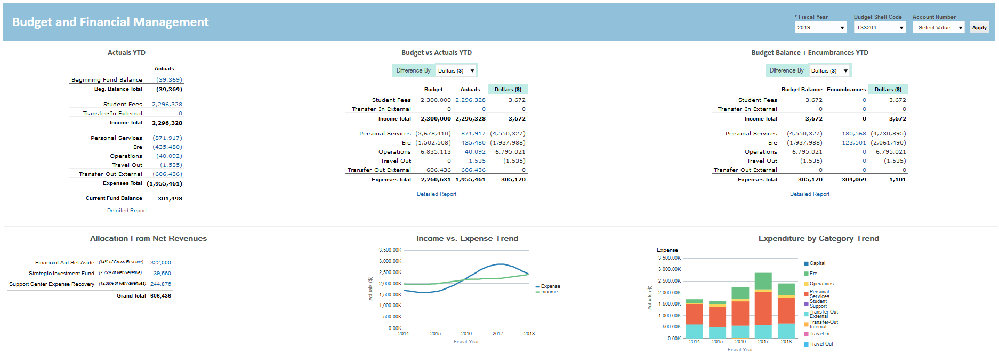 Budget and Financial Management
* Fiscal Year Budget Shell Code Account Number
2019 T33204 --Select Value-- Apply
Actuals YTD
Actuals
Beginning Fund Balance (39,369)
Beg. Balance Total (39,369)
Student Fees 2,296,328
Transfer-In External 0
Income Total 2,296,328
Personal Services (871,917)
Ere (435,480)
Operations (40,092)
Travel Out (1,535)
Transfer-Out External (606,436)
Expenses Total (1,955,461)
Current Fund Balance 301,498
Detailed Report
Budget vs Actuals YTD
Difference By Dollars ($)
Budget Actuals Dollars ($)
Student Fees 2,300,000 2,296,328 3,672
Transfer-In External 0 0 0
Income Total 2,300,000 2,296,328 3,672
Personal Services (3,678,410) 871,917 (4,550,327)
Ere (1,502,508) 435,480 (1,937,988)
Operations 6,835,113 40,092 6,795,021
Travel Out 0 1,535 (1,535)
Transfer-Out External 606,436 606,436 0
Expenses Total 2,260,631 1,955,461 305,170
Detailed Report
Budget Balance + Encumbrances YTD
Difference By Dollars ($)
Budget Balance Encumbrances Dollars ($)
Student Fees 3,672 0 3,672
Transfer-In External 0 0 0
Income Total 3,672 0 3,672
Personal Services (4,550,327) 180,568 (4,730,895)
Ere (1,937,988) 123,501 (2,061,490)
Operations 6,795,021 0 6,795,021
Travel Out (1,535) 0 (1,535)
Transfer-Out External 0 0 0
Expenses Total 305,170 304,069 1,101
Detailed Report
Allocation From Net Revenues
Financial Aid Set-Aside (14% of Gross Revenue) 322,000
Strategic Investment Fund (2.75% of Net Revenue) 39,560
Support Center Expense Recovery (12.38% of Net Revenues) 244,876
Grand Total 606,436
Income vs. Expense Trend
3,500.00K
3,000.00K
2,500.00K
2,000.00K
1,500.00K
1,000.00K
500.00K
0.00K
Actuals ($)
2014 2015 2016 2017 2018
Fiscal Year
Expense
Income
Expenditure by Category Trend
Expense
3,500.00K
3,000.00K
2,500.00K
2,000.00K
1,500.00K
1,000.00K
500.00K
0.00K
Actuals ($)
2014 2015 2016 2017 2018
Fiscal Year
Capital
Ere
Operations
Personal
Services
Student
Support
Transfer-Out
External
Transfer-Out
Internal
Travel In
Travel Out